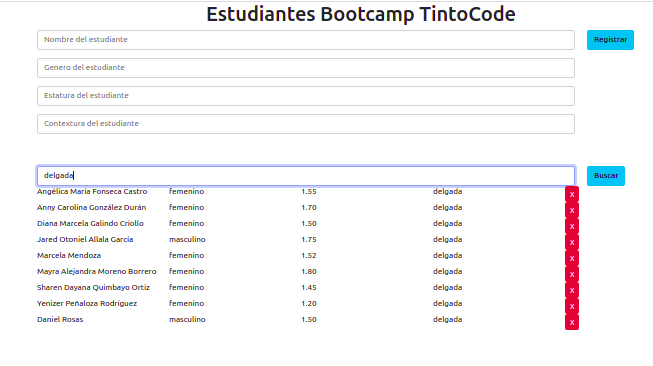 Estudiantes Bootcamp TintoCode
Nombre del estudiante Registrar
Genero del estudiante
Estatura del estudiante
Contextura del estudiante
delgada Buscar
Angélica María Fonseca Castro femenino 1.55 delgada x
Anny Carolina González Durán femenino 1.70 delgada x
Diana Marcela Galindo Criollo femenino 1.50 delgada x
Jared Otoniel Allala García masculino 1.75 delgada x
Marcela Mendoza femenino 1.52 delgada x
Mayra Alejandra Moreno Borrero femenino 1.80 delgada x
Sharen Dayana Quimbayo Ortiz femenino 1.45 delgada x
Yenizer Peñaloza Rodríguez femenino 1.20 delgada x
Daniel Rosas masculino 1.50 delgada x